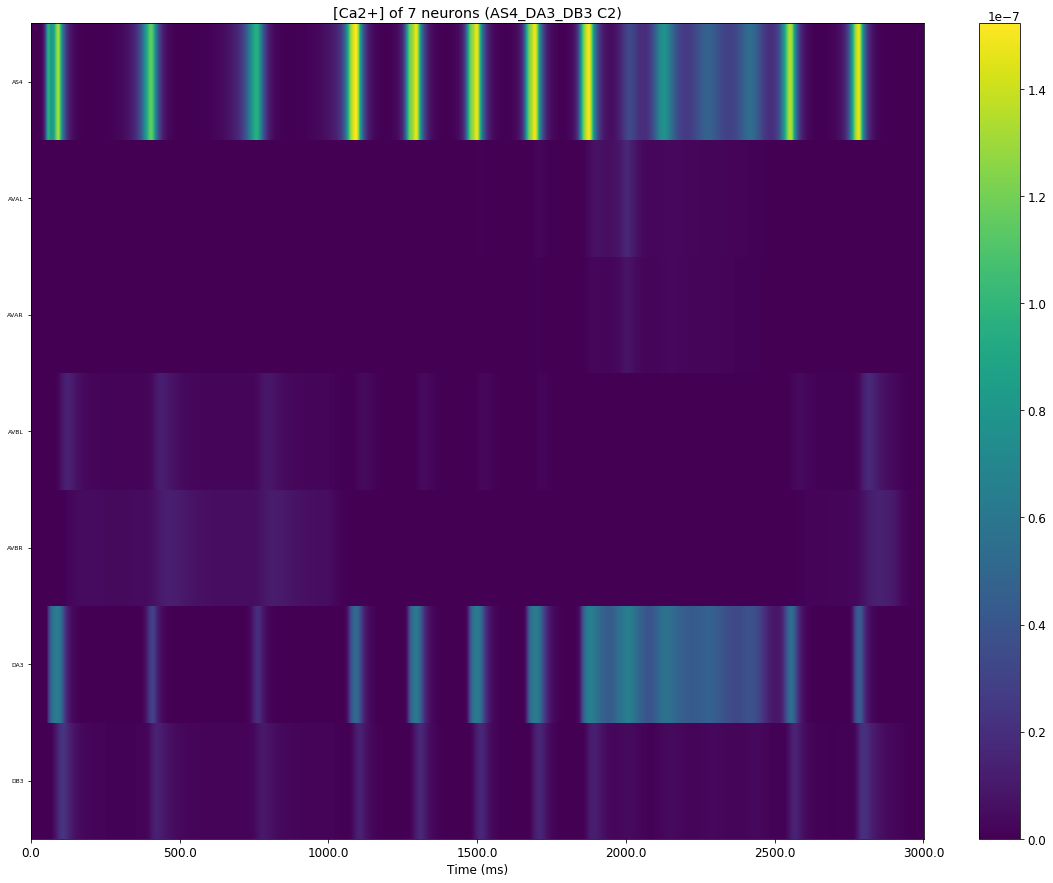 [Ca2+] of 7 neurons (AS4_DA3_DB3 C2)
1e−7
AS4
AVAL
AVAR
AVBL
AVBR
DA3
DB3
1.4
1.2
1.0
0.8
0.6
0.4
0.2
0.0
0.0 500.0 1000.0 1500.0 2000.0 2500.0 3000.0
Time (ms)